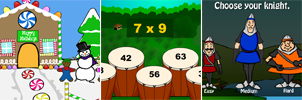 Happy
Holidays
7 x 9
42
63
56
Choose your knight.
Easy
Medium
Hard